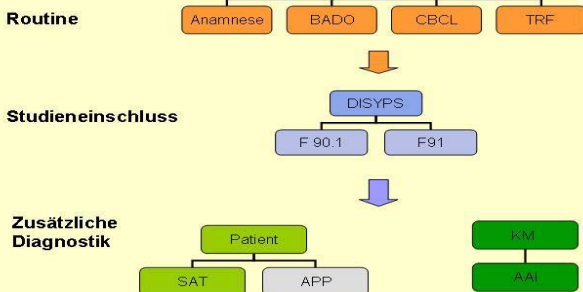 Routine
Anamnese BADO CBCL TRF
DISYPS
Studieneinschluss
F 90.1 F91
Zusätzliche
Diagnostik
Patient KM
SAT APP AAI